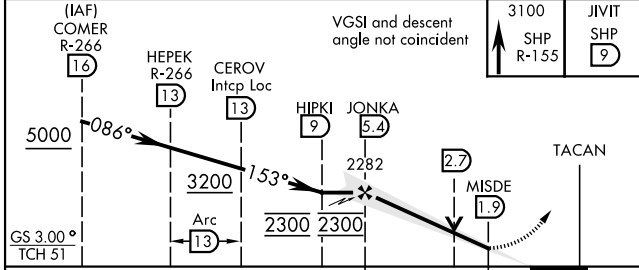 (IAF)
COMER
R-266
16
HEPEK
R-266
13
CEROV
Intcp Loc
13
VGSI and descent
angle not coincident
3100
SHP
R-155
JIVIT
SHP
9
HIPKI
9
JONKA
5.4
2282
2.7
MISDE
1.9
TACAN
5000
086°
3200
153°
2300
2300
Arc
13
GS 3.00°
TCH 51